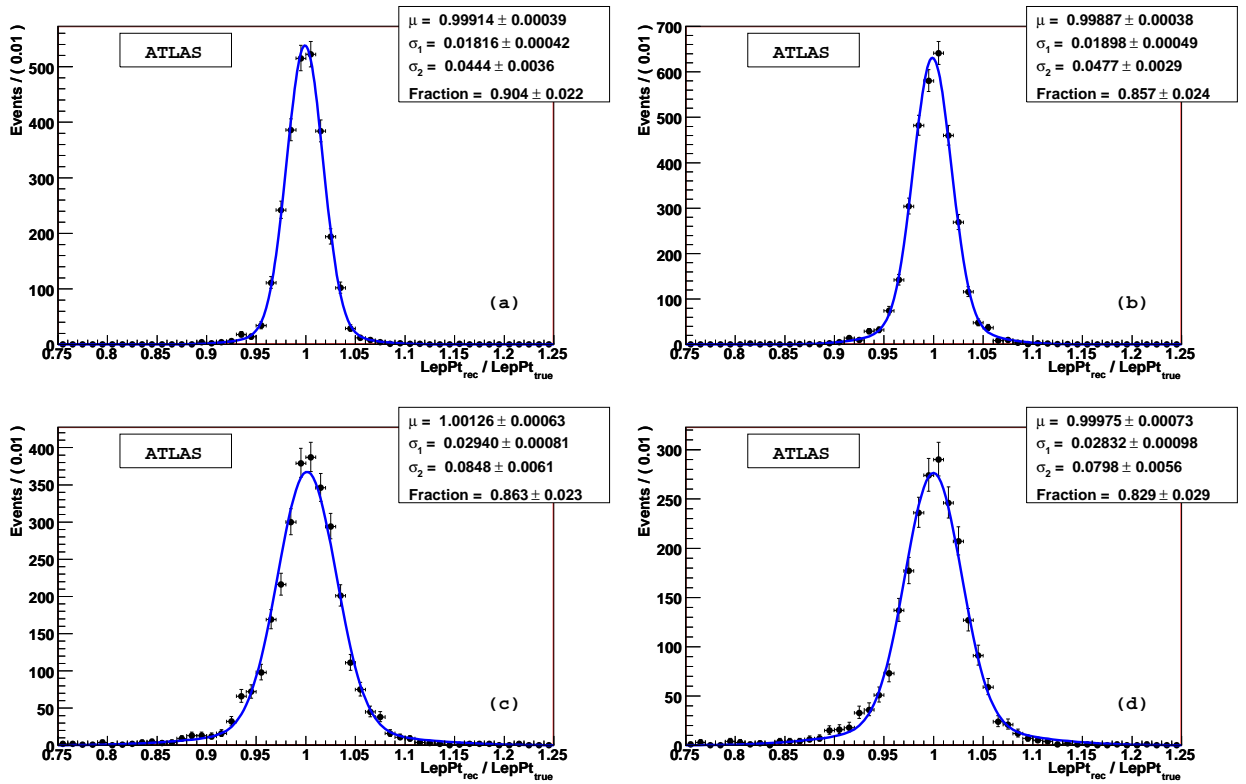 μ = 0.99914 ± 0.00039
σ1 = 0.01816 ± 0.00042
σ2 = 0.0444 ± 0.0036
Fraction = 0.904 ± 0.022
ATLAS
Events / ( 0.01 )
500
400
300
200
100
0
(a)
0.75 0.8 0.85 0.9 0.95 1 1.05 1.1 1.15 1.2 1.25
LepPt_rec / LepPt_true
μ = 0.99887 ± 0.00038
σ1 = 0.01898 ± 0.00049
σ2 = 0.0477 ± 0.0029
Fraction = 0.857 ± 0.024
ATLAS
Events / ( 0.01 )
700
600
500
400
300
200
100
0
(b)
0.75 0.8 0.85 0.9 0.95 1 1.05 1.1 1.15 1.2 1.25
LepPt_rec / LepPt_true
μ = 1.00126 ± 0.00063
σ1 = 0.02940 ± 0.00081
σ2 = 0.0848 ± 0.0061
Fraction = 0.863 ± 0.023
ATLAS
Events / ( 0.01 )
400
350
300
250
200
150
100
50
0
(c)
0.75 0.8 0.85 0.9 0.95 1 1.05 1.1 1.15 1.2 1.25
LepPt_rec / LepPt_true
μ = 0.99975 ± 0.00073
σ1 = 0.02832 ± 0.00098
σ2 = 0.0798 ± 0.0056
Fraction = 0.829 ± 0.029
ATLAS
Events / ( 0.01 )
300
250
200
150
100
50
0
(d)
0.75 0.8 0.85 0.9 0.95 1 1.05 1.1 1.15 1.2 1.25
LepPt_rec / LepPt_true